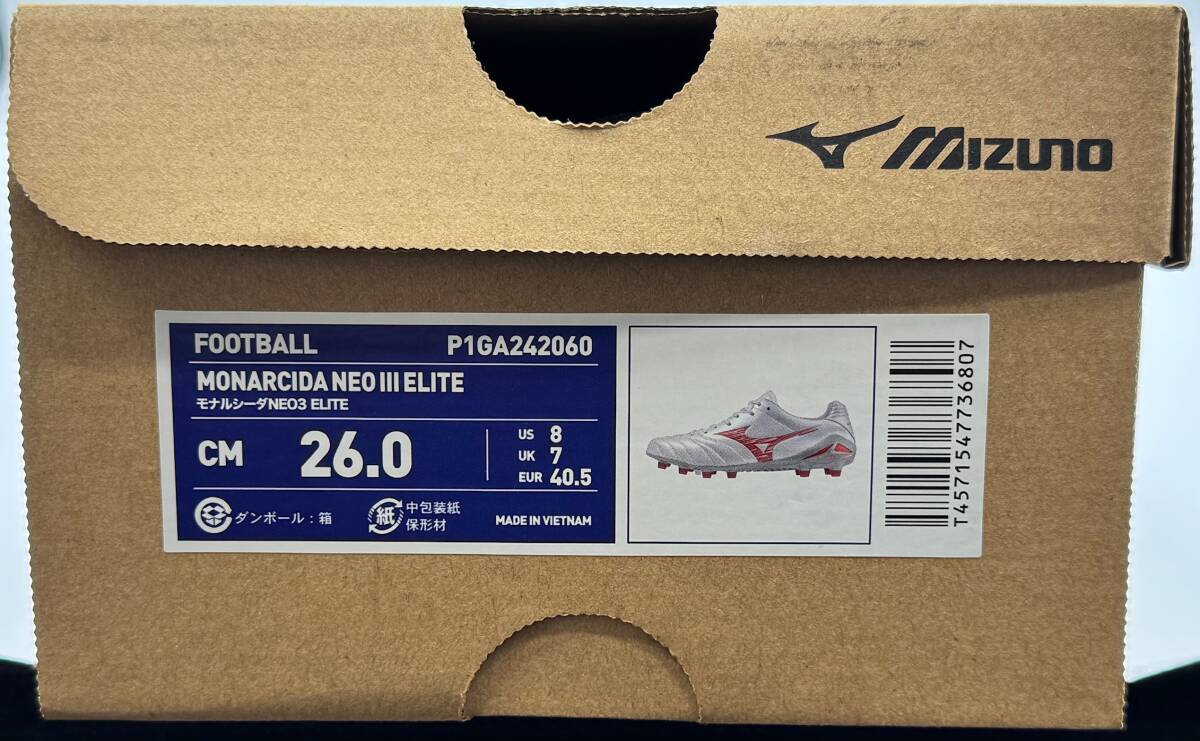 MIZUNO
FOOTBALL P1GA242060
MONARCIDA NEO III ELITE
モナルシーダNEO3 ELITE
CM 26.0
US 8
UK 7
EUR 40.5
ダンボール：箱
紙 中包装紙
保形材
MADE IN VIETNAM
T4571547736807